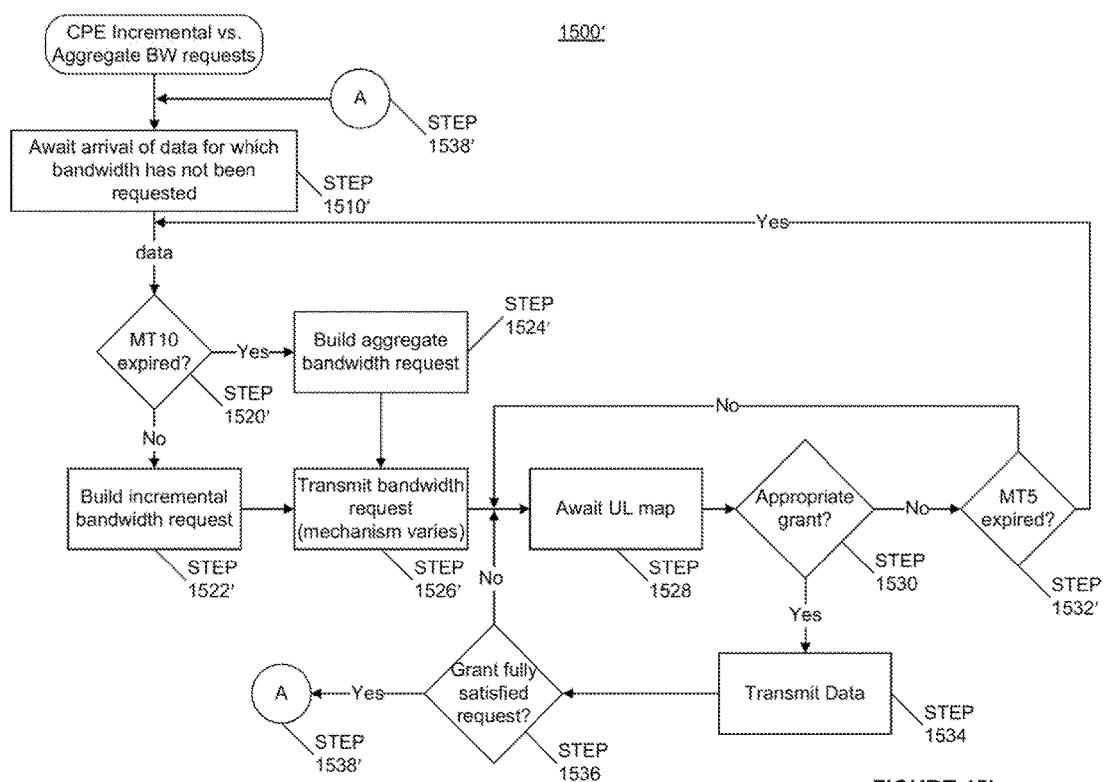 CPE Incremental vs.
Aggregate BW requests
1500'
A
STEP
1538'
Await arrival of data for which
bandwidth has not been
requested
STEP
1510'
Yes
data
MT10
expired?
Yes
STEP
1520'
Build aggregate
bandwidth request
STEP
1524'
No
No
Build incremental
bandwidth request
STEP
1522'
Transmit bandwidth
request
(mechanism varies)
STEP
1526'
Await UL map
STEP
1528
Appropriate
grant?
STEP
1530
No
MT5
expired?
STEP
1532'
Yes
No
Grant fully
satisfied
request?
STEP
1536
Yes
A
STEP
1538'
Transmit Data
STEP
1534